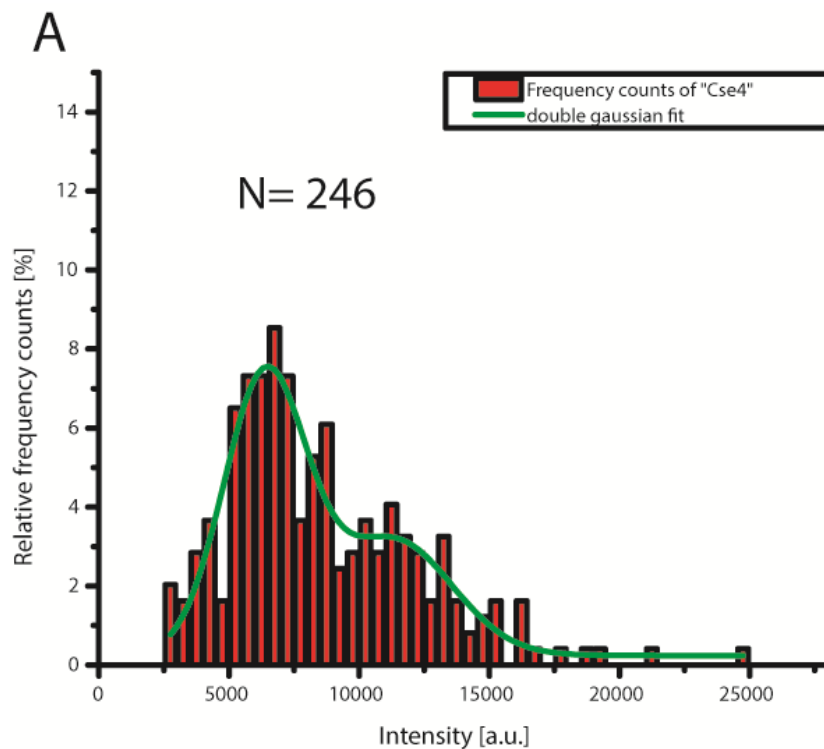 A
Frequency counts of "Cse4"
double gaussian fit
N= 246
Relative frequency counts [%]
14
12
10
8
6
4
2
0
0 5000 10000 15000 20000 25000
Intensity [a.u.]